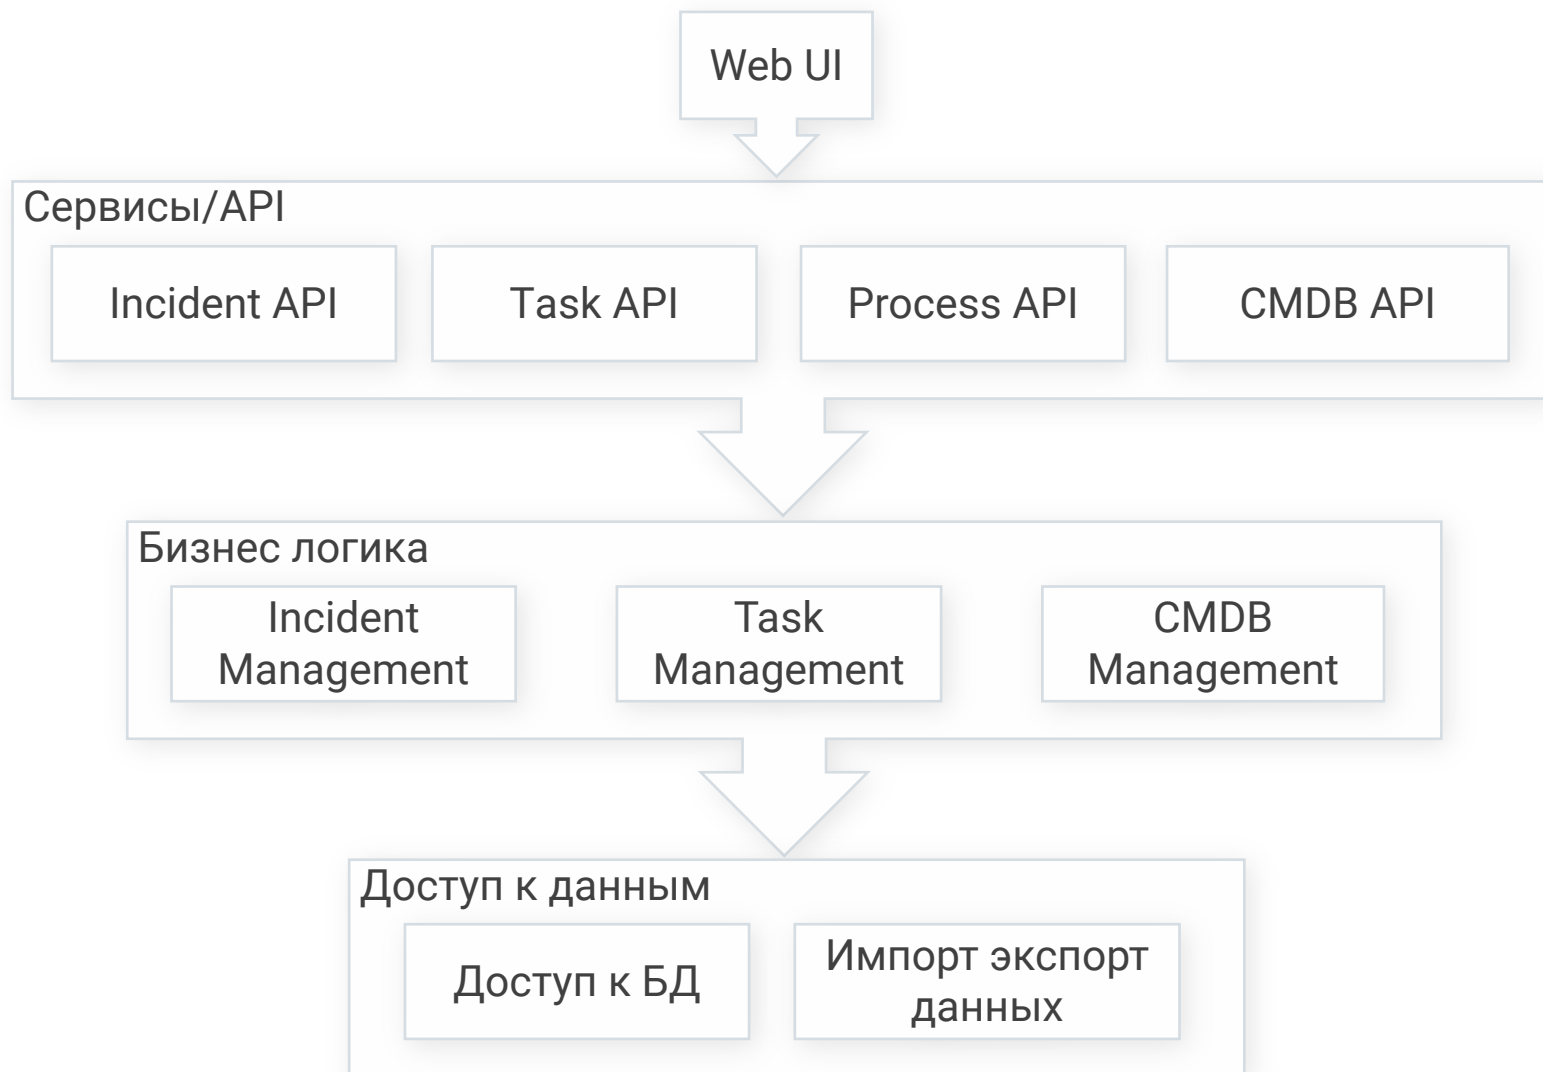 Web UI
Сервисы/API
Incident API
Task API
Process API
CMDB API
Бизнес логика
Incident
Management
Task
Management
CMDB
Management
Доступ к данным
Доступ к БД
Импорт экспорт
данных